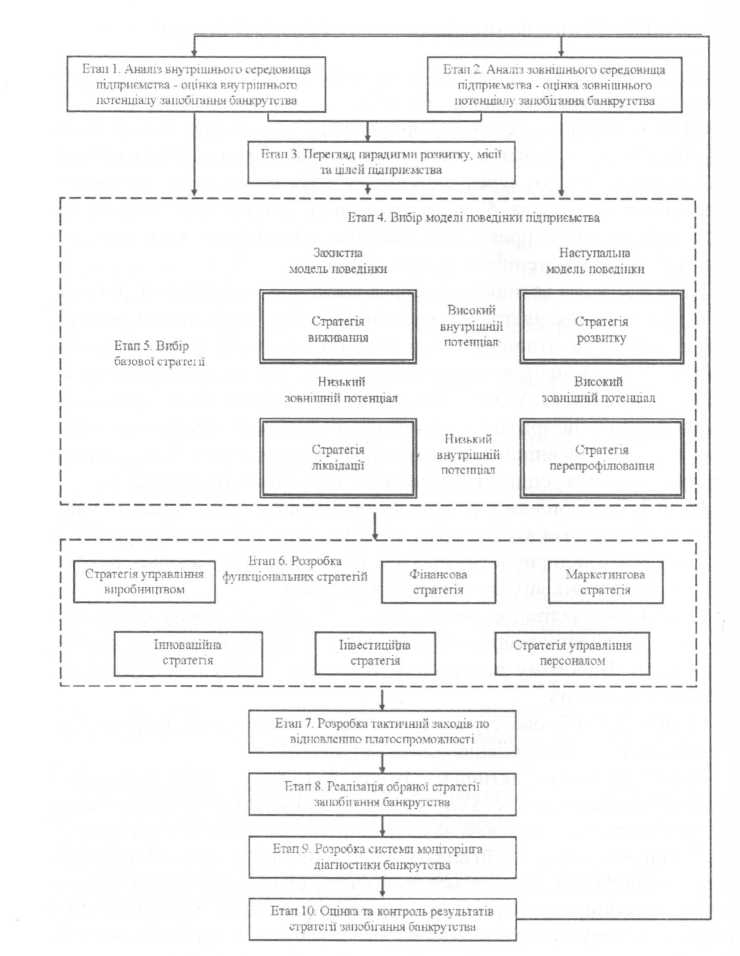 Етап 1. Аналіз внутрішнього середовища
підприємства - оцінка внутрішнього
потенціалу запобігання банкрутства
Етап 2. Аналіз зовнішнього середовища
підприємства - оцінка зовнішнього
потенціалу запобігання банкрутства
Етап 3. Перегляд парадигми розвитку, місії
та цілей підприємства
Етап 4. Вибір моделі поведінки підприємства
Захистна
модель поведінки
Наступальна
модель поведінки
Етап 5. Вибір
базової стратегії
Стратегія
виживання
Високий
внутрішній
потенціал
Стратегія
розвитку
Низький
зовнішній потенціал
Високий
зовнішній потенціал
Стратегія
ліквідації
Низький
внутрішній
потенціал
Стратегія
перепрофілювання
Етап 6. Розробка
функціональних стратегій
Стратегія управління
виробництвом
Фінансова
стратегія
Маркетингова
стратегія
Інноваційна
стратегія
Інвестиційна
стратегія
Стратегія управління
персоналом
Етап 7. Розробка тактичний заходів по
відновленню платоспроможності
Етап 8. Реалізація обраної стратегії
запобігання банкрутства
Етап 9. Розробка системи моніторінга
діагностики банкрутства
Етап 10. Оцінка та контроль результатів
стратегії запобігання банкрутства